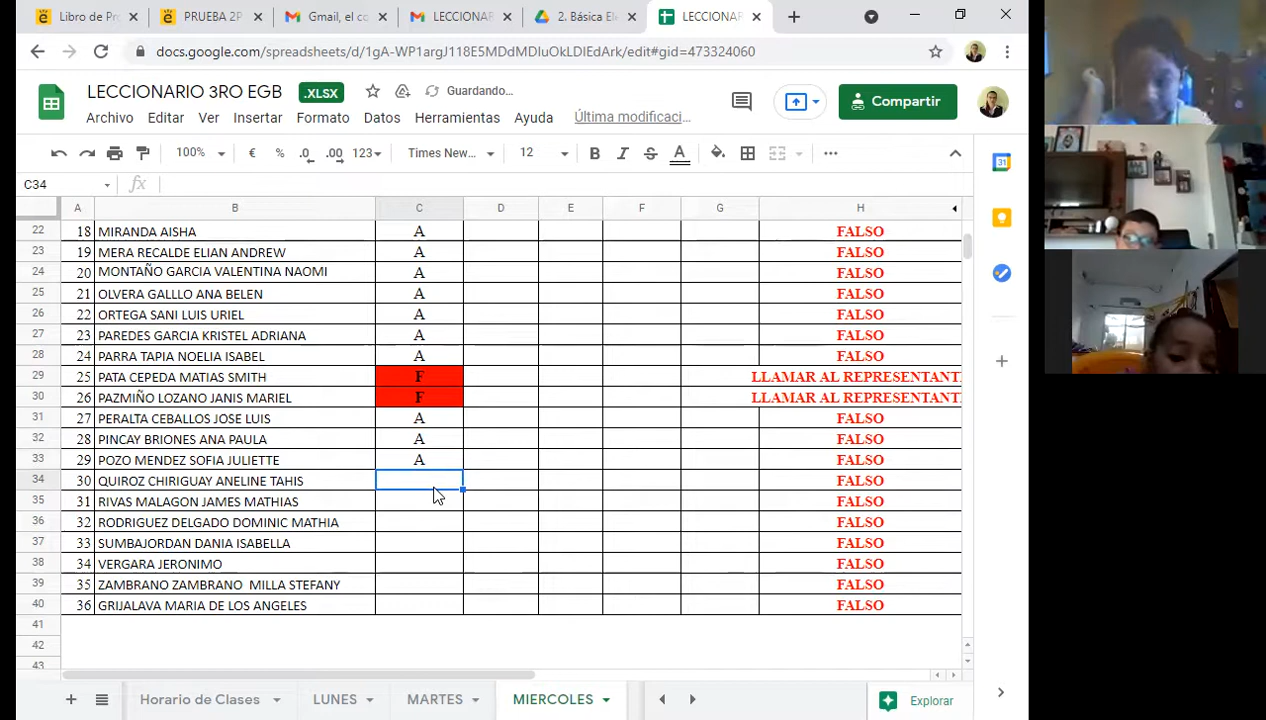 Libro de Pr
PRUEBA 2P
Gmail, el co
LECCIONAR
2. Básica Ele
LECCIONAR
docs.google.com/spreadsheets/d/1gA-WP1argJ118E5MDdMDIuOkLDIEdArk/edit#gid=473324060
LECCIONARIO 3RO EGB .XLSX Guardando...
Archivo Editar Ver Insertar Formato Datos Herramientas Ayuda Última modificaci...
Compartir
100% € % .0 .00 123 Times New... 12 B I S A
C34 fx
A B C D E F G H
22 18 MIRANDA AISHA A FALSO
23 19 MERA RECALDE ELIAN ANDREW A FALSO
24 20 MONTAÑO GARCIA VALENTINA NAOMI A FALSO
25 21 OLVERA GALLLO ANA BELEN A FALSO
26 22 ORTEGA SANI LUIS URIEL A FALSO
27 23 PAREDES GARCIA KRISTEL ADRIANA A FALSO
28 24 PARRA TAPIA NOELIA ISABEL A FALSO
29 25 PATA CEPEDA MATIAS SMITH F LLAMAR AL REPRESENTANT
30 26 PAZMIÑO LOZANO JANIS MARIEL F LLAMAR AL REPRESENTANT
31 27 PERALTA CEBALLOS JOSE LUIS A FALSO
32 28 PINCAY BRIONES ANA PAULA A FALSO
33 29 POZO MENDEZ SOFIA JULIETTE A FALSO
34 30 QUIROZ CHIRIGUAY ANELINE TAHIS FALSO
35 31 RIVAS MALAGON JAMES MATHIAS FALSO
36 32 RODRIGUEZ DELGADO DOMINIC MATHIA FALSO
37 33 SUMBAJORDAN DANIA ISABELLA FALSO
38 34 VERGARA JERONIMO FALSO
39 35 ZAMBRANO ZAMBRANO  MILLA STEFANY FALSO
40 36 GRIJALAVA MARIA DE LOS ANGELES FALSO
41
42
43
Horario de Clases LUNES MARTES MIERCOLES Explorar